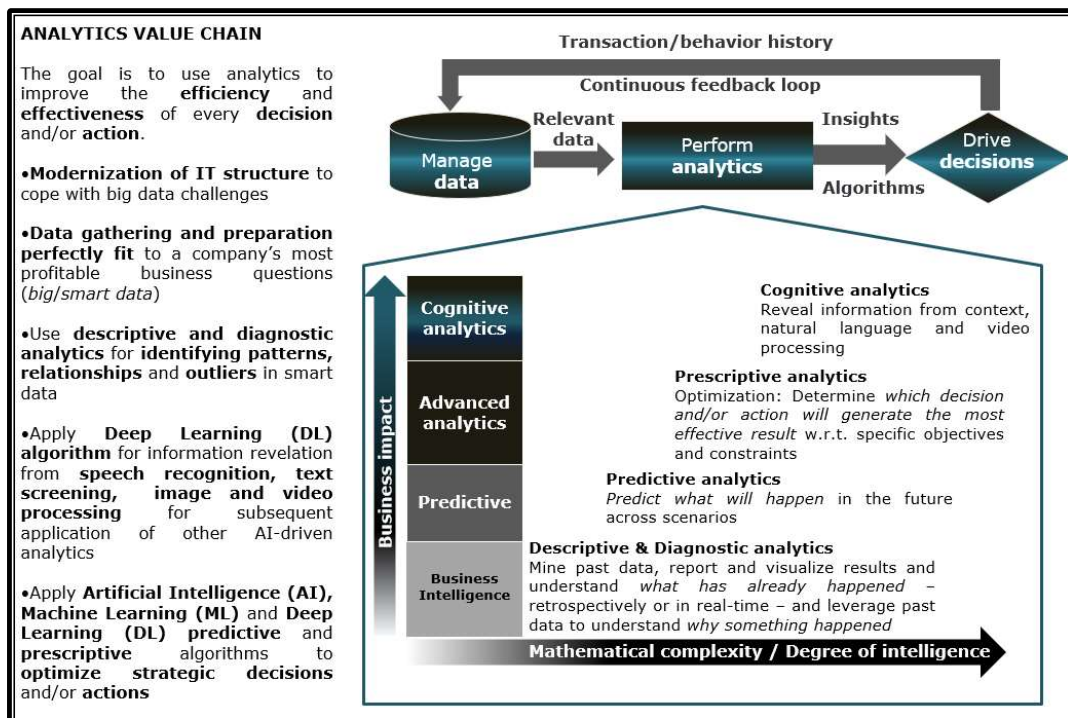 ANALYTICS VALUE CHAIN
The goal is to use analytics to
improve the efficiency and
effectiveness of every decision
and/or action.
•Modernization of IT structure to
cope with big data challenges
•Data gathering and preparation
perfectly fit to a company's most
profitable business questions
(big/smart data)
•Use descriptive and diagnostic
analytics for identifying patterns,
relationships and outliers in smart
data
•Apply Deep Learning (DL)
algorithm for information revelation
from speech recognition, text
screening, image and video
processing for subsequent
application of other AI-driven
analytics
•Apply Artificial Intelligence (AI),
Machine Learning (ML) and Deep
Learning (DL) predictive and
prescriptive algorithms to
optimize strategic decisions
and/or actions
Transaction/behavior history
Continuous feedback loop
Manage
data
Relevant
data
Perform
analytics
Insights
Algorithms
Drive
decisions
Business impact
Cognitive
analytics
Advanced
analytics
Predictive
Business
Intelligence
Cognitive analytics
Reveal information from context,
natural language and video
processing
Prescriptive analytics
Optimization: Determine which decision
and/or action will generate the most
effective result w.r.t. specific objectives
and constraints
Predictive analytics
Predict what will happen in the future
across scenarios
Descriptive & Diagnostic analytics
Mine past data, report and visualize results and
understand what has already happened –
retrospectively or in real-time – and leverage past
data to understand why something happened
Mathematical complexity / Degree of intelligence